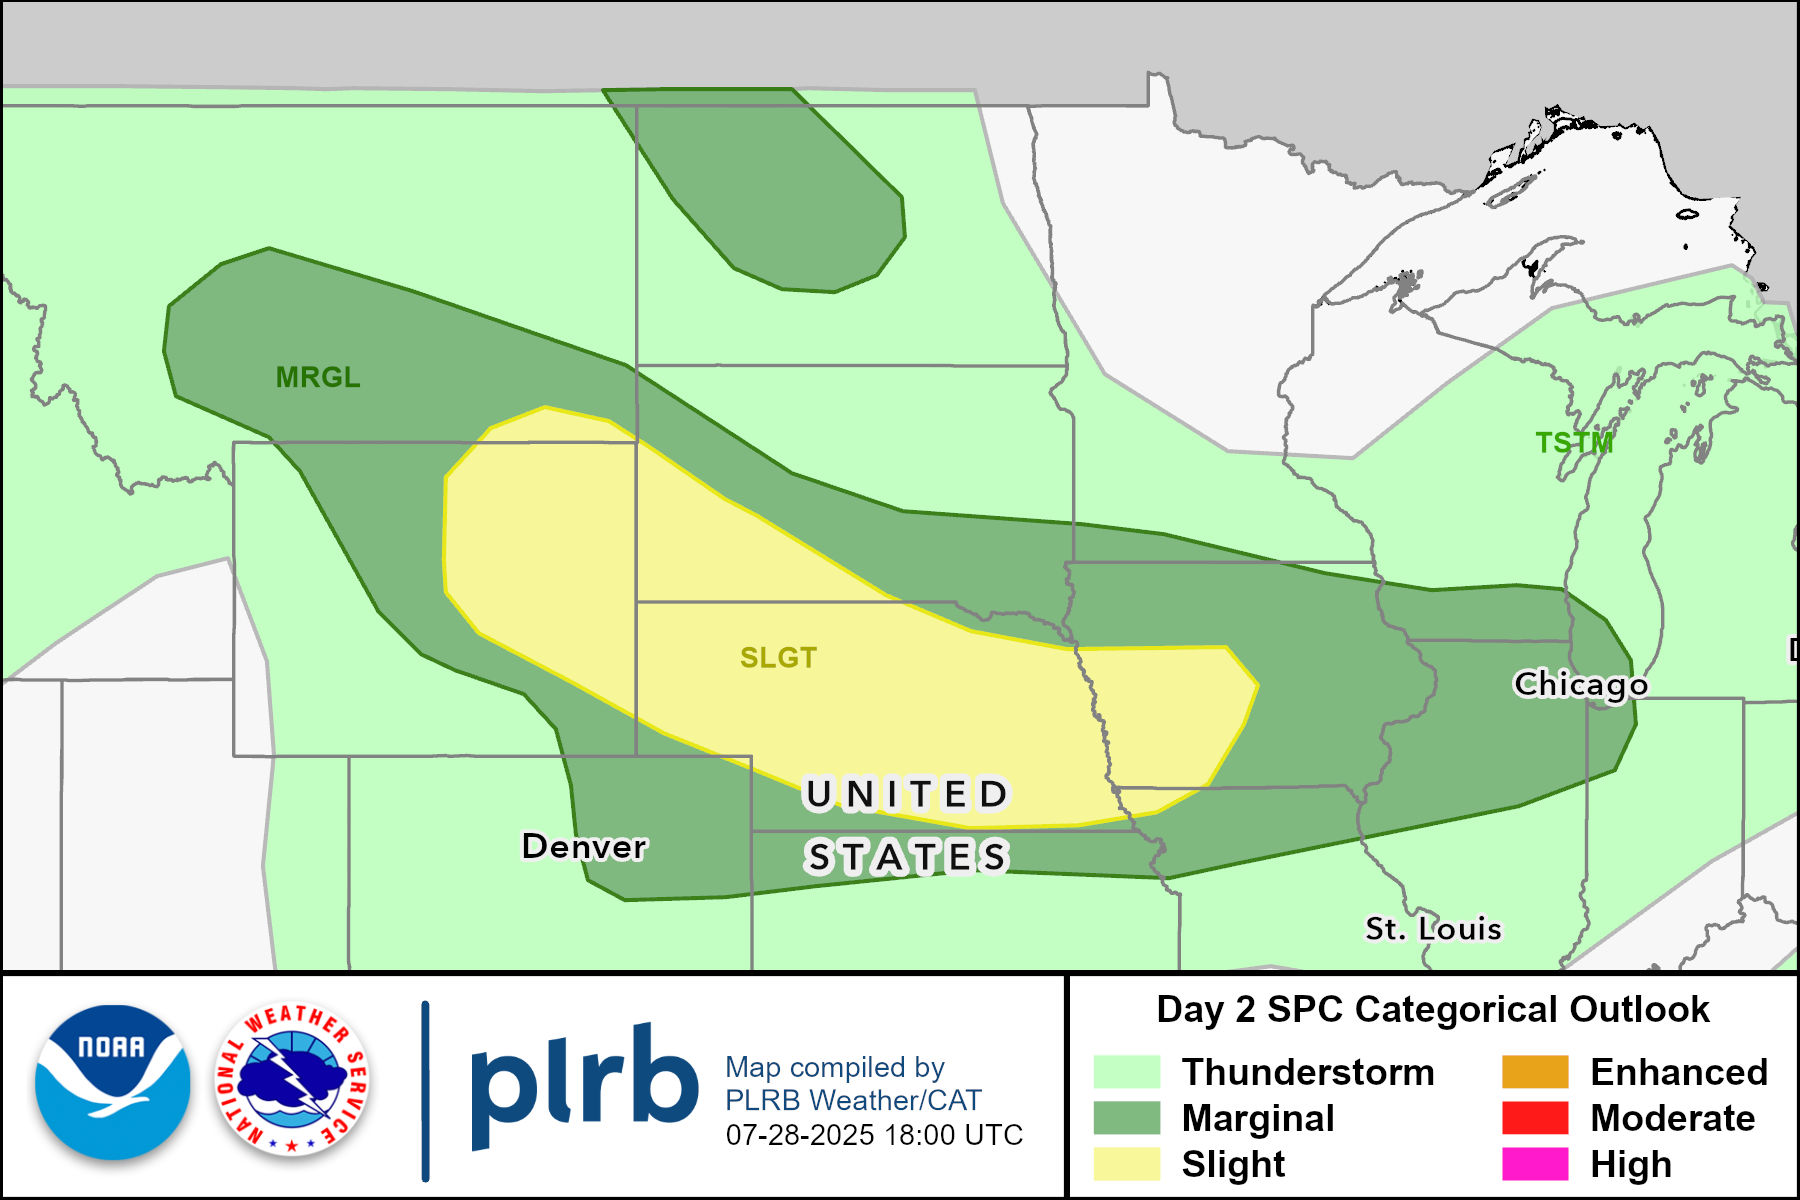 MRGL
TSTM
SLGT
D
Chicago
UNITED
STATES
Denver
St. Louis
NOAA
NATIONAL WEATHER SERVICE
plrb
Map compiled by
PLRB Weather/CAT
07-28-2025 18:00 UTC
Day 2 SPC Categorical Outlook
Thunderstorm
Marginal
Slight
Enhanced
Moderate
High